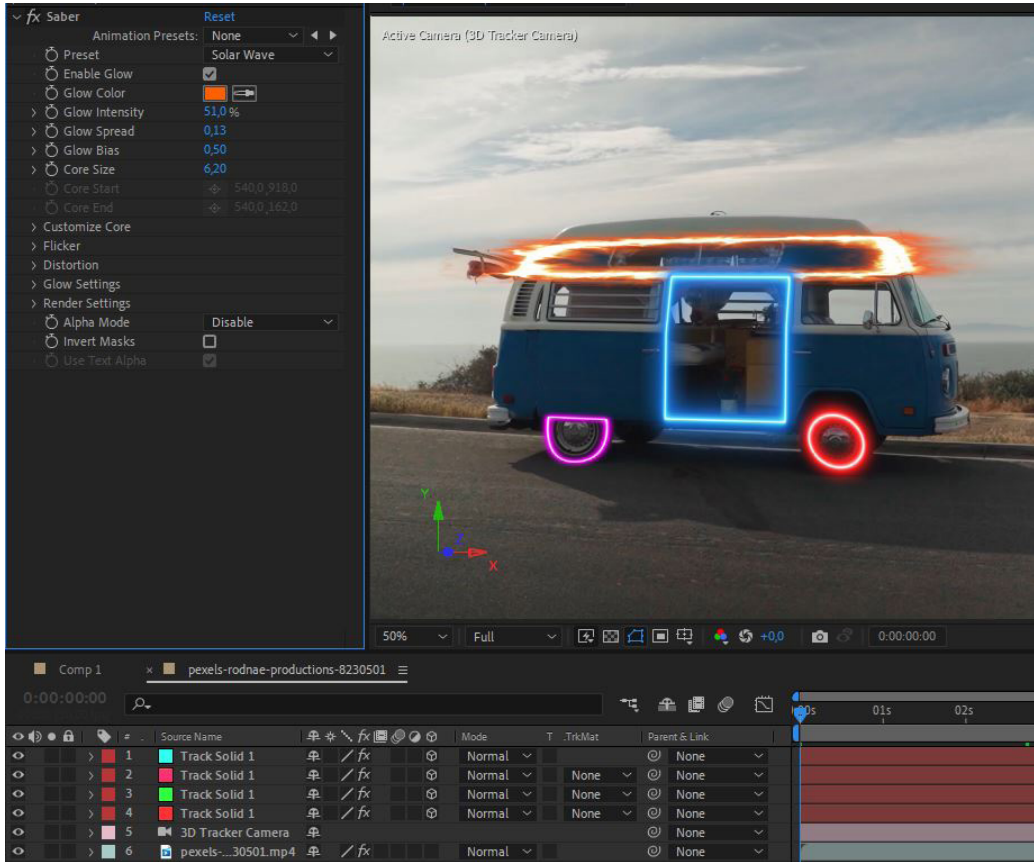 fx Saber Reset
Animation Presets: None
Preset Solar Wave
Enable Glow
Glow Color
Glow Intensity 51,0 %
Glow Spread 0,13
Glow Bias 0,50
Core Size 6,20
Core Start 540,0 ,918,0
Core End 540,0 ,162,0
Customize Core
Flicker
Distortion
Glow Settings
Render Settings
Alpha Mode Disable
Invert Masks
Use Text Alpha
Active Camera (3D Tracker Camera)
Y
Z
X
50% Full +0,0 0:00:00:00
Comp 1 × pexels-rodnae-productions-8230501
0:00:00:00
01s 02s
# Source Name fx Mode T .TrkMat Parent & Link
1 Track Solid 1 fx Normal None
2 Track Solid 1 fx Normal None None
3 Track Solid 1 fx Normal None None
4 Track Solid 1 fx Normal None None
5 3D Tracker Camera None
6 pexels-...30501.mp4 fx Normal None